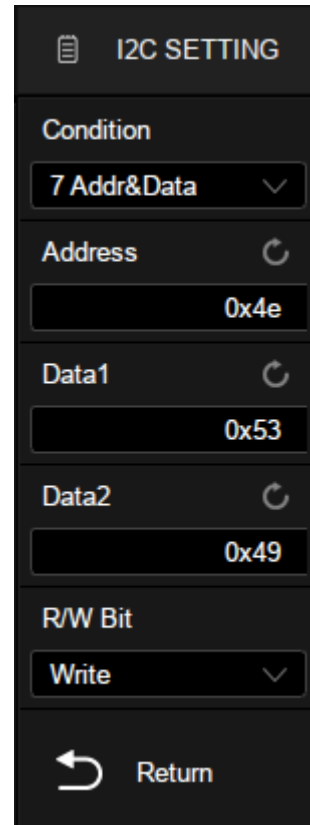 I2C SETTING
Condition
7 Addr&Data
Address
0x4e
Data1
0x53
Data2
0x49
R/W Bit
Write
Return